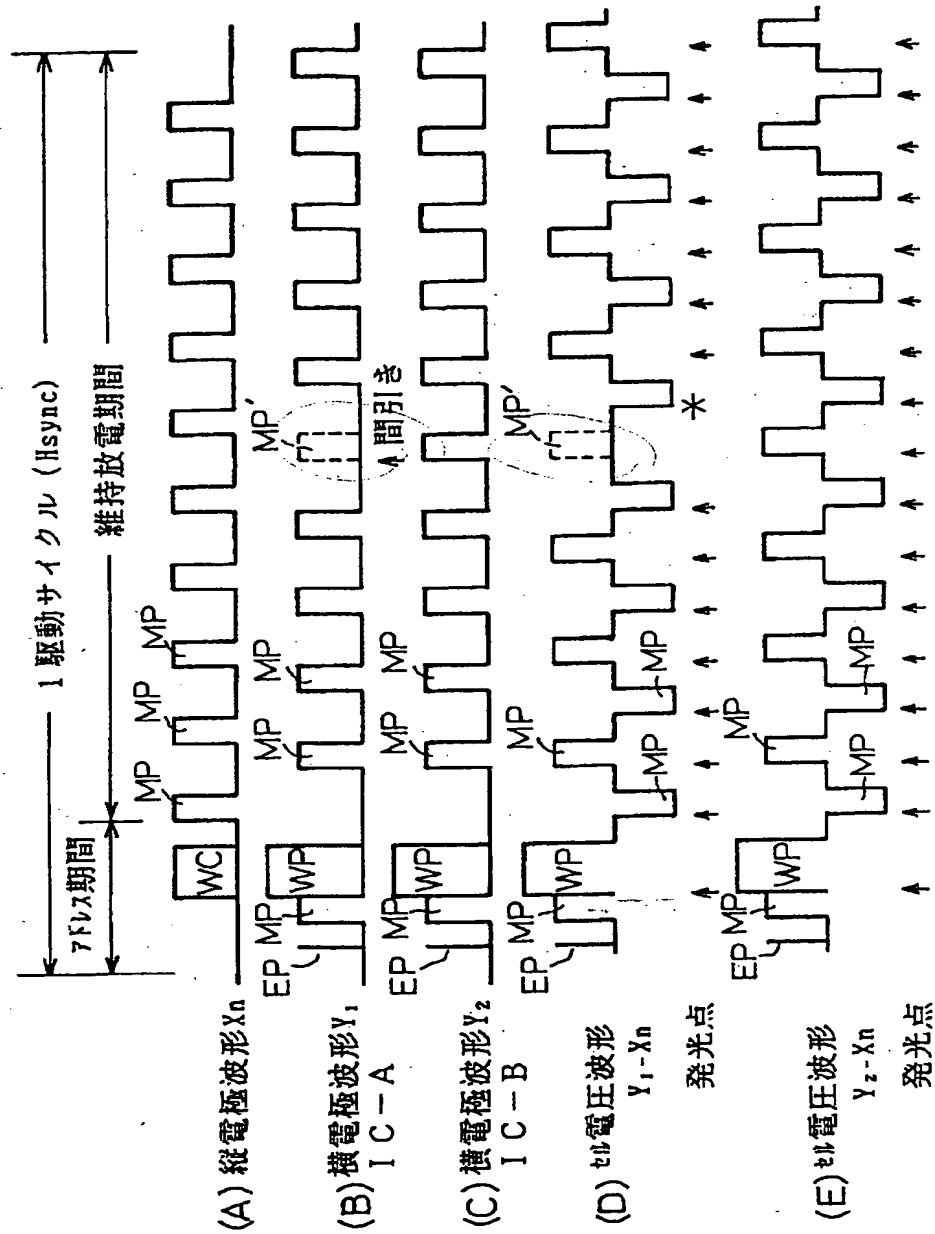 1駆動サイクル (Hsync)
アドレス期間
維持放電期間
(A) 縦電極波形Xn
WC
MP
MP
MP
(B) 横電極波形Y₁
IC-A
EP
MP
WP
MP
MP
MP'
∧間引き
(C) 横電極波形Y₂
IC-B
EP
MP
WP
MP
MP
(D) セル電圧波形
Y₁-Xn
EP
MP
WP
MP
MP
MP
MP'
発光点
*
(E) セル電圧波形
Y₂-Xn
EP
MP
WP
MP
MP
MP
発光点